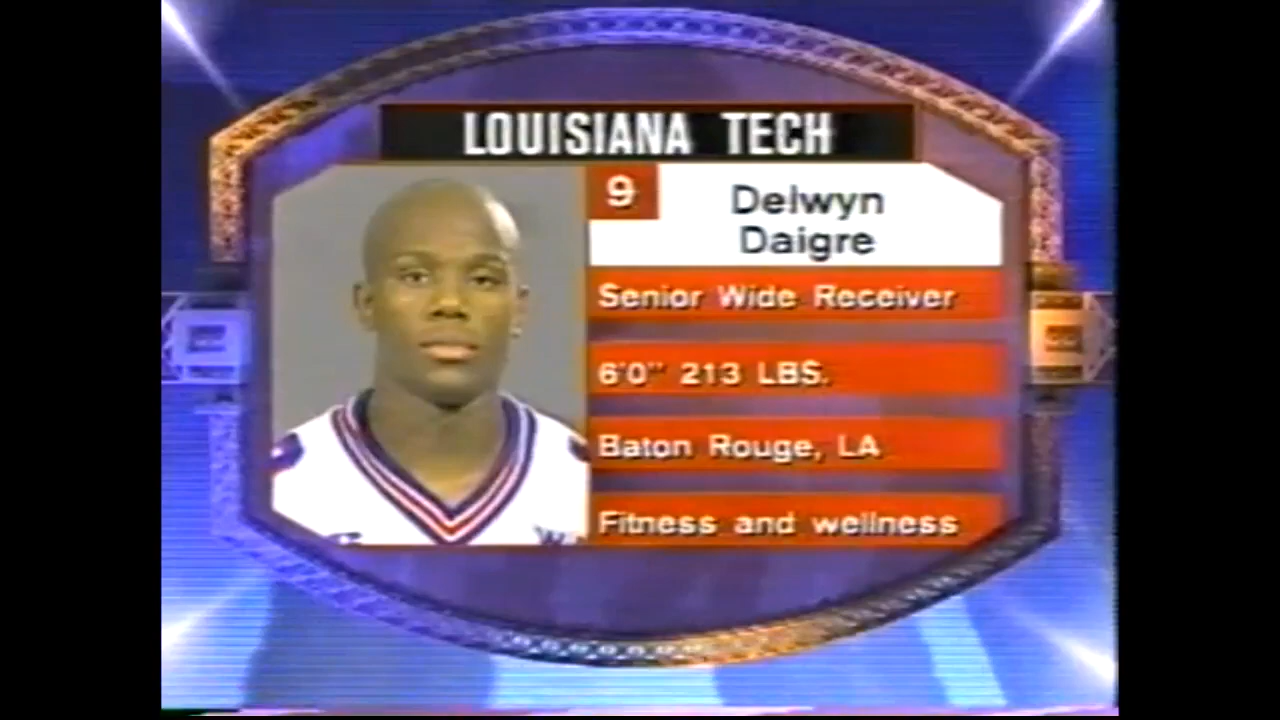 LOUISIANA TECH
9
Delwyn
Daigre
Senior Wide Receiver
6'0" 213 LBS.
Baton Rouge, LA
Fitness and wellness